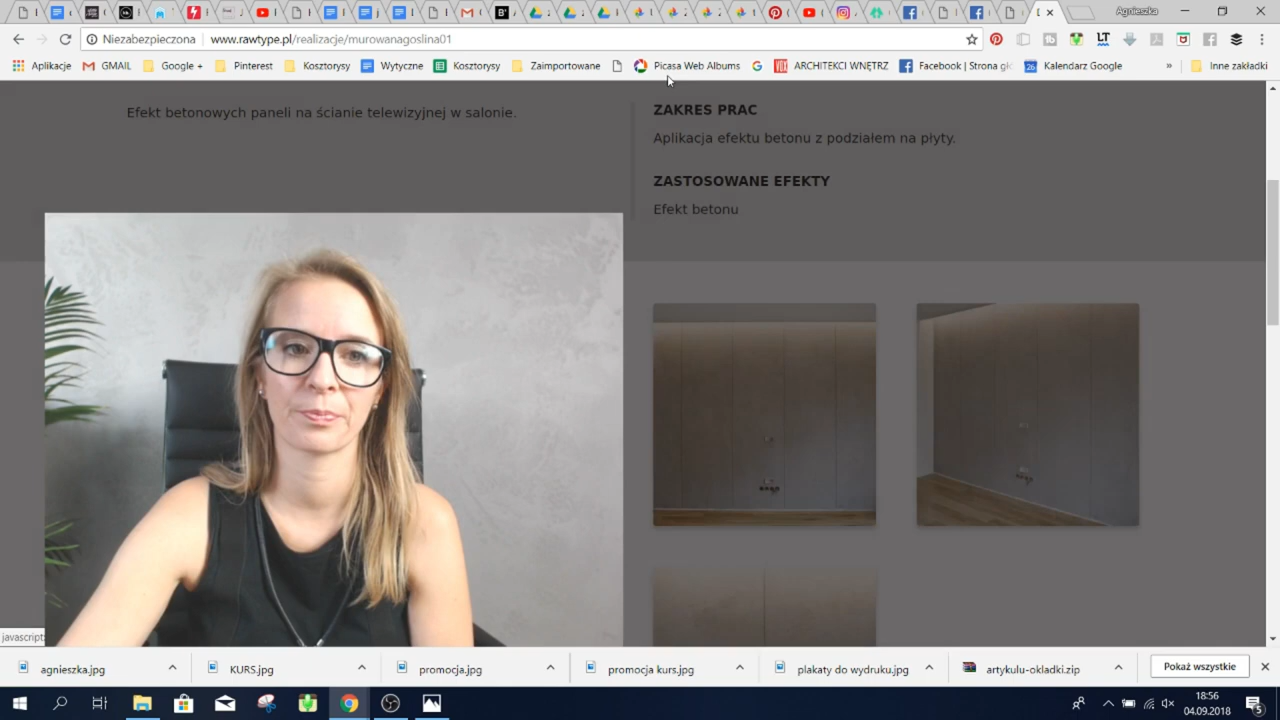 Agnieszka
Niezabezpieczona
www.rawtype.pl/realizacje/murowanagoslina01
Aplikacje
GMAIL
Google +
Pinterest
Kosztorysy
Wytyczne
Kosztorysy
Zaimportowane
Picasa Web Albums
ARCHITEKCI WNĘTRZ
Facebook | Strona gł
Kalendarz Google
»
Inne zakładki
Efekt betonowych paneli na ścianie telewizyjnej w salonie.
ZAKRES PRAC
Aplikacja efektu betonu z podziałem na płyty.
ZASTOSOWANE EFEKTY
Efekt betonu
javascript:
agnieszka.jpg
KURS.jpg
promocja.jpg
promocja kurs.jpg
plakaty do wydruku.jpg
artykulu-okladki.zip
Pokaż wszystkie
18:56
04.09.2018
5